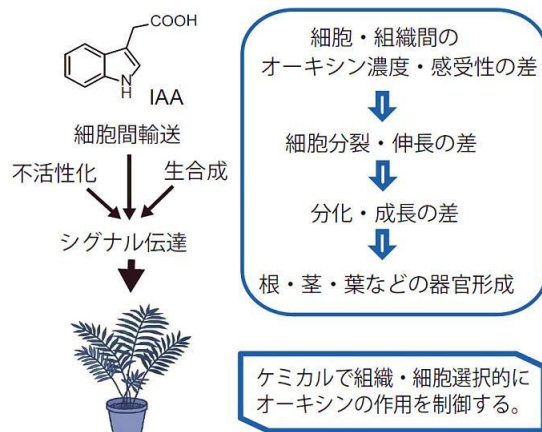 COOH
N
H
IAA
細胞間輸送
不活性化
生合成
シグナル伝達
細胞・組織間の
オーキシン濃度・感受性の差
細胞分裂・伸長の差
分化・成長の差
根・茎・葉などの器官形成
ケミカルで組織・細胞選択的に
オーキシンの作用を制御する。